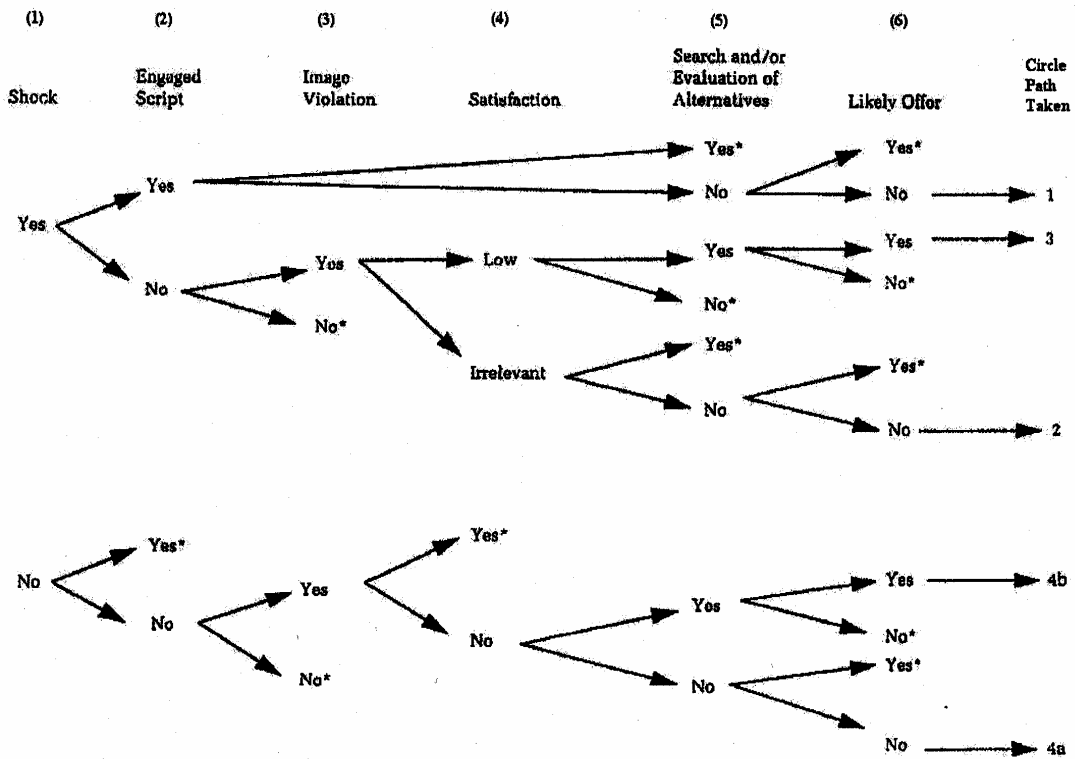 (1) (2) (3) (4) (5) (6)
Search and/or
Engaged Image Evaluation of Circle
Shock Script Violation Satisfaction Alternatives Likely Offer Path
Taken
Yes* Yes*
Yes No No 1
Yes
Yes Low Yes Yes 3
No No*
No* No*
Yes*
Irrelevant Yes*
No
No 2
Yes* Yes*
No Yes Yes 4b
Yes
No No No*
Yes*
No* No
No 4a